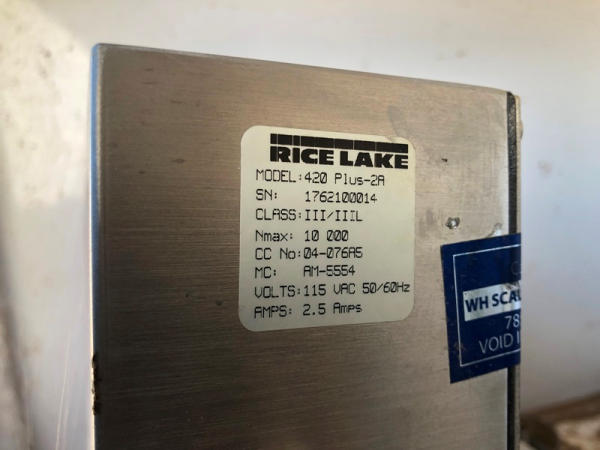 RICE LAKE
MODEL: 420 Plus-2A
SN: 1762100014
CLASS: III/IIIL
Nmax: 10 000
CC No: 04-076A5
MC: AM-5554
VOLTS: 115 VAC 50/60Hz
AMPS: 2.5 Amps
WH SCAL
78
VOID